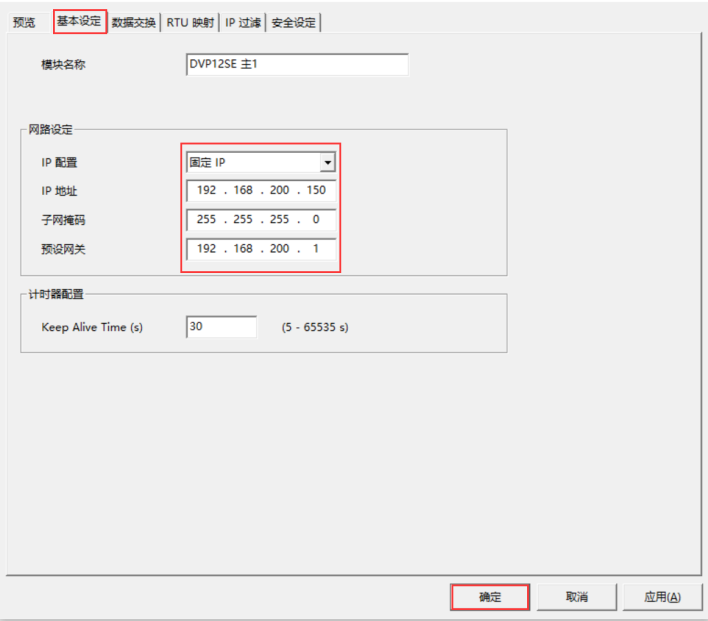 预览 基本设定 数据交换 RTU 映射 IP 过滤 安全设定
模块名称 DVP12SE 主1
网路设定
IP 配置 固定 IP
IP 地址 192 . 168 . 200 . 150
子网掩码 255 . 255 . 255 . 0
预设网关 192 . 168 . 200 . 1
计时器配置
Keep Alive Time (s) 30 (5 - 65535 s)
确定 取消 应用(A)